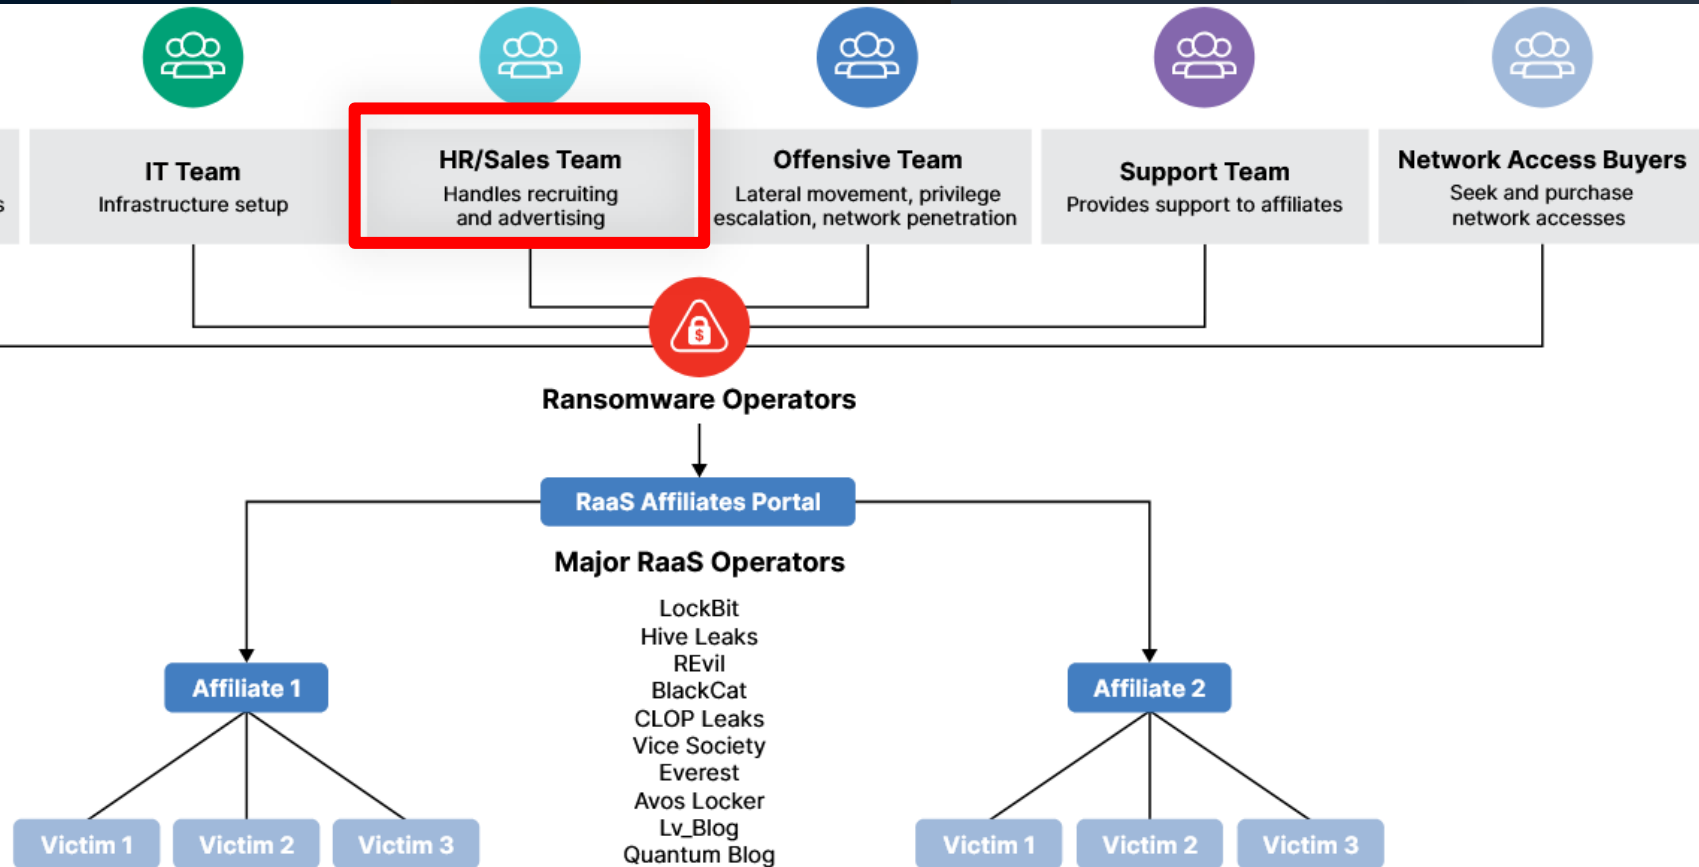 IT Team
Infrastructure setup
HR/Sales Team
Handles recruiting
and advertising
Offensive Team
Lateral movement, privilege
escalation, network penetration
Support Team
Provides support to affiliates
Network Access Buyers
Seek and purchase
network accesses
s
$
Ransomware Operators
RaaS Affiliates Portal
Major RaaS Operators
LockBit
Hive Leaks
REvil
BlackCat
CLOP Leaks
Vice Society
Everest
Avos Locker
Lv_Blog
Quantum Blog
Affiliate 1
Victim 1
Victim 2
Victim 3
Affiliate 2
Victim 1
Victim 2
Victim 3